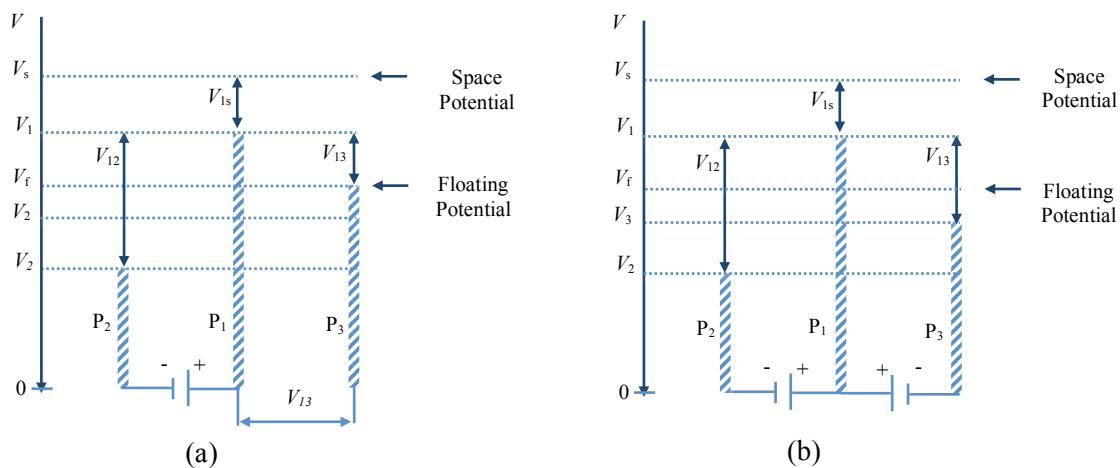 V
Vs
Space
Potential
V1s
V1
V12
V13
Vf
Floating
Potential
V2
V2
P2
P1
P3
- +
0
V13
(a)
V
Vs
Space
Potential
V1s
V1
V12
V13
Vf
Floating
Potential
V3
V2
P2
P1
P3
- + + -
0
(b)